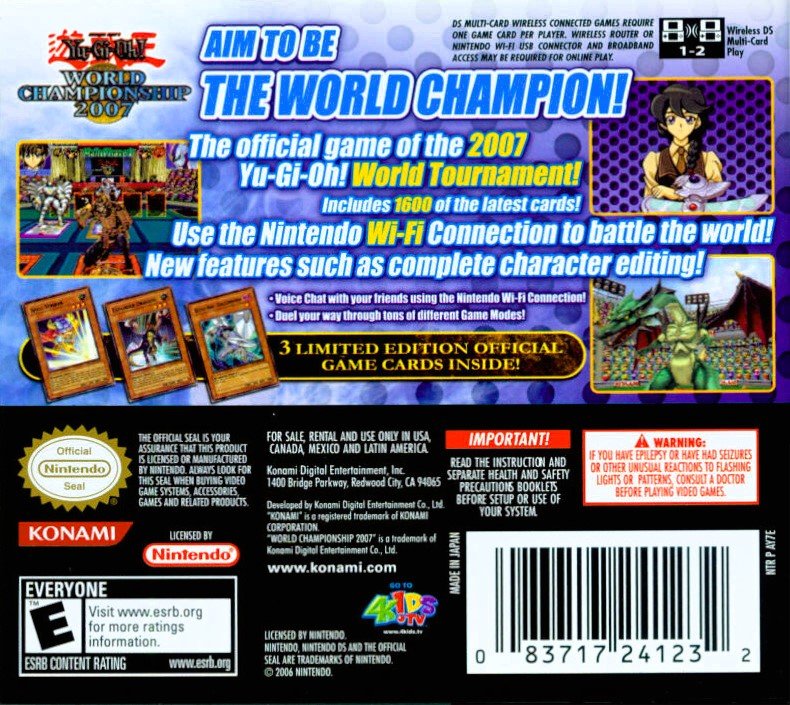 Yu-Gi-Oh!
WORLD
CHAMPIONSHIP
2007
AIM TO BE
THE WORLD CHAMPION!
DS MULTI-CARD WIRELESS CONNECTED GAMES REQUIRE
ONE GAME CARD PER PLAYER. WIRELESS ROUTER OR
NINTENDO WI-FI USB CONNECTOR AND BROADBAND
ACCESS MAY BE REQUIRED FOR ONLINE PLAY.
1-2
Wireless DS
Multi-Card
Play
The official game of the 2007
Yu-Gi-Oh! World Tournament!
Includes 1600 of the latest cards!
Use the Nintendo Wi-Fi Connection to battle the world!
New features such as complete character editing!
• Voice Chat with your friends using the Nintendo Wi-Fi Connection!
• Duel your way through tons of different Game Modes!
3 LIMITED EDITION OFFICIAL
GAME CARDS INSIDE!
Official
Nintendo
Seal
THE OFFICIAL SEAL IS YOUR
ASSURANCE THAT THIS PRODUCT
IS LICENSED OR MANUFACTURED
BY NINTENDO. ALWAYS LOOK FOR
THIS SEAL WHEN BUYING VIDEO
GAME SYSTEMS, ACCESSORIES,
GAMES AND RELATED PRODUCTS.
KONAMI
LICENSED BY
Nintendo®
EVERYONE
E
TM
Visit www.esrb.org
for more ratings
information.
ESRB CONTENT RATING www.esrb.org
FOR SALE, RENTAL AND USE ONLY IN USA,
CANADA, MEXICO AND LATIN AMERICA.
Konami Digital Entertainment, Inc.
1400 Bridge Parkway, Redwood City, CA 94065
Developed by Konami Digital Entertainment Co., Ltd.
"KONAMI" is a registered trademark of KONAMI
CORPORATION.
"WORLD CHAMPIONSHIP 2007" is a trademark of
Konami Digital Entertainment Co., Ltd.
www.konami.com
GO TO
4KiDS
.TV
www.4kids.tv
LICENSED BY NINTENDO.
NINTENDO, NINTENDO DS AND THE OFFICIAL
SEAL ARE TRADEMARKS OF NINTENDO.
© 2006 NINTENDO.
IMPORTANT!
READ THE INSTRUCTION AND
SEPARATE HEALTH AND SAFETY
PRECAUTIONS BOOKLETS
BEFORE SETUP OR USE OF
YOUR SYSTEM.
WARNING:
IF YOU HAVE EPILEPSY OR HAVE HAD SEIZURES
OR OTHER UNUSUAL REACTIONS TO FLASHING
LIGHTS OR PATTERNS, CONSULT A DOCTOR
BEFORE PLAYING VIDEO GAMES.
MADE IN JAPAN
NTR P AY7E
0 83717 24123 2